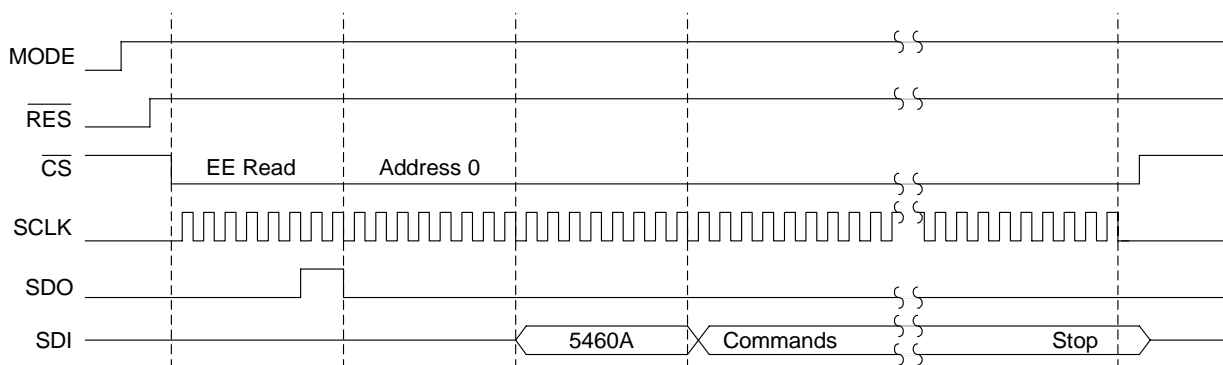 MODE
RES
CS
EE Read
Address 0
SCLK
SDO
SDI
5460A
Commands
Stop